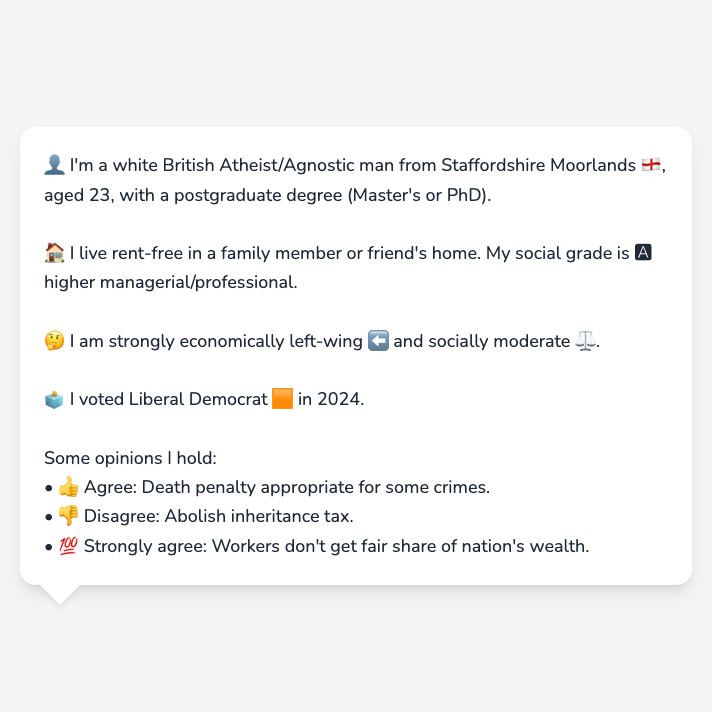 👤 I'm a white British Atheist/Agnostic man from Staffordshire Moorlands 🏴󠁧󠁢󠁥󠁮󠁧󠁿,
aged 23, with a postgraduate degree (Master's or PhD).
🏠 I live rent-free in a family member or friend's home. My social grade is 🅰
higher managerial/professional.
🤔 I am strongly economically left-wing ⬅️ and socially moderate ⚖️.
🗳️ I voted Liberal Democrat 🟧 in 2024.
Some opinions I hold:
• 👍 Agree: Death penalty appropriate for some crimes.
• 👎 Disagree: Abolish inheritance tax.
• 💯 Strongly agree: Workers don't get fair share of nation's wealth.